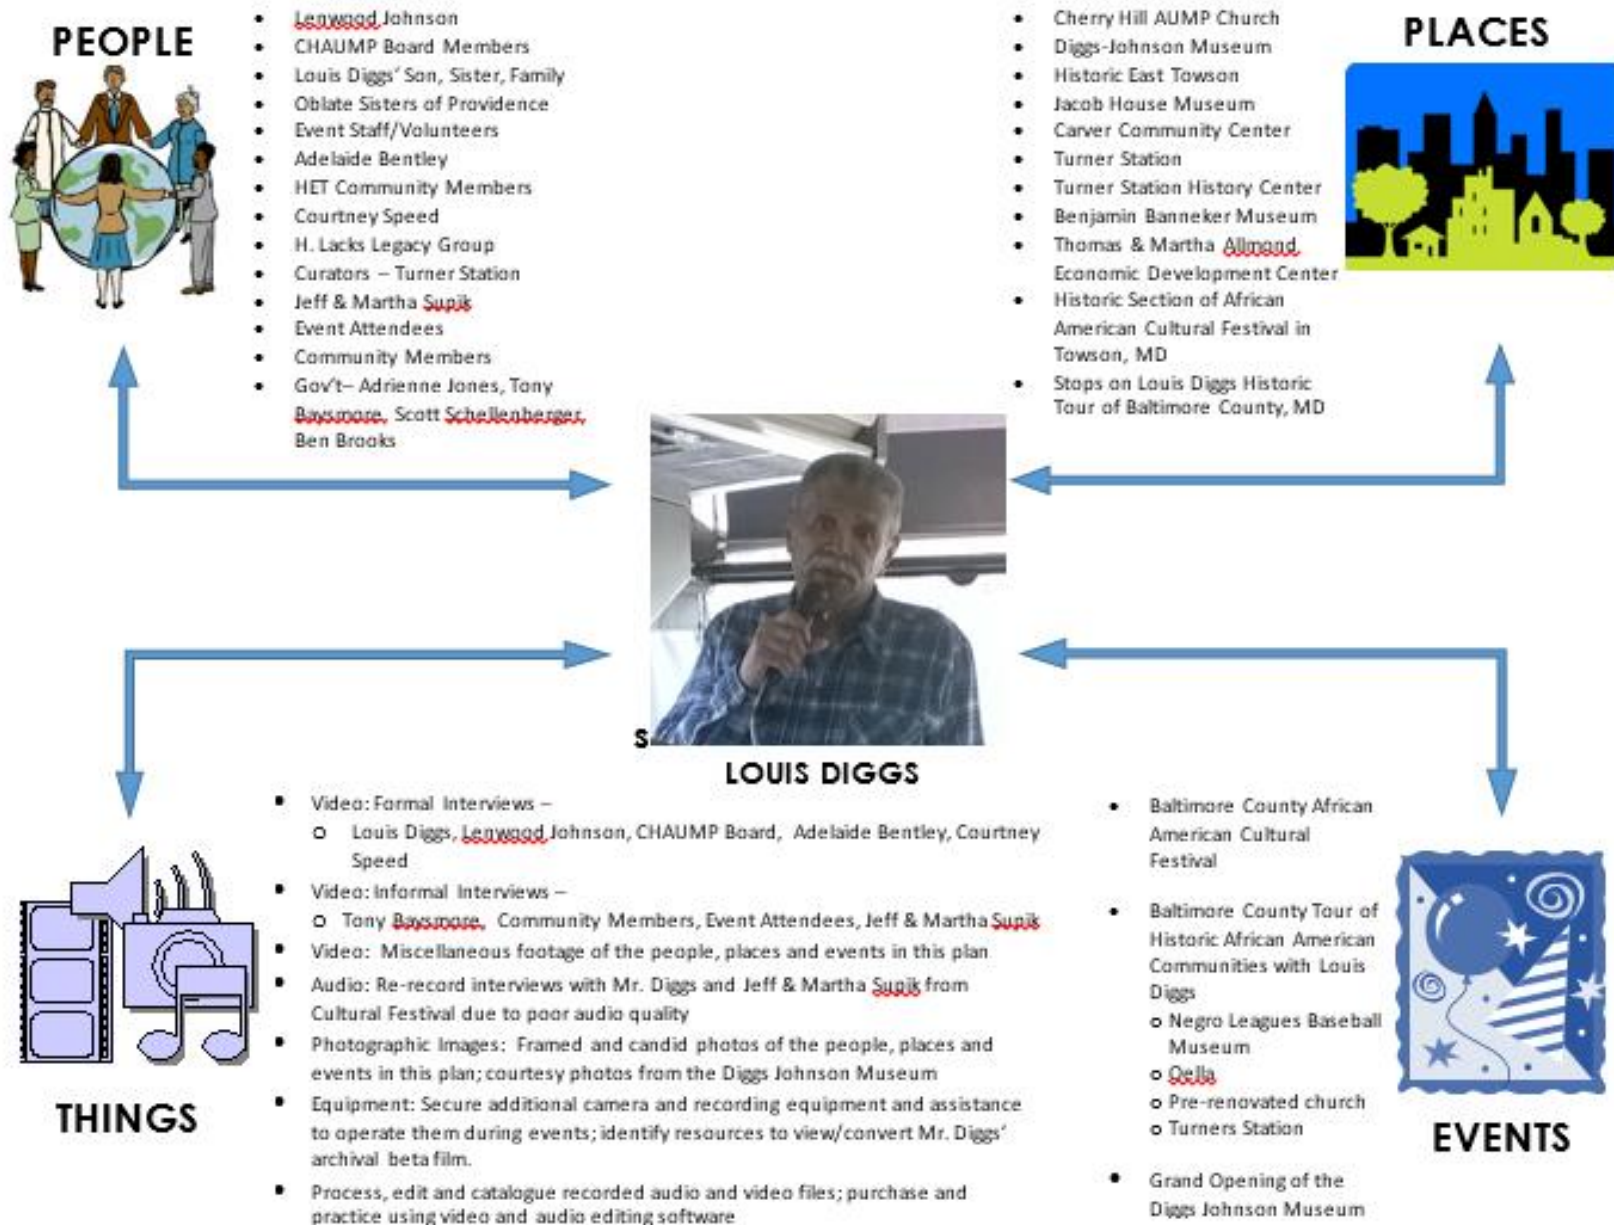 PEOPLE
• Lenwood Johnson
• CHAUMP Board Members
• Louis Diggs' Son, Sister, Family
• Oblate Sisters of Providence
• Event Staff/Volunteers
• Adelaide Bentley
• HET Community Members
• Courtney Speed
• H. Lacks Legacy Group
• Curators – Turner Station
• Jeff & Martha Supik
• Event Attendees
• Community Members
• Gov't– Adrienne Jones, Tony
Baysmore, Scott Schellenberger,
Ben Brooks
PLACES
• Cherry Hill AUMP Church
• Diggs-Johnson Museum
• Historic East Towson
• Jacob House Museum
• Carver Community Center
• Turner Station
• Turner Station History Center
• Benjamin Banneker Museum
• Thomas & Martha Allmond
Economic Development Center
• Historic Section of African
American Cultural Festival in
Towson, MD
• Stops on Louis Diggs Historic
Tour of Baltimore County, MD
S
LOUIS DIGGS
THINGS
• Video: Formal Interviews –
o Louis Diggs, Lenwood Johnson, CHAUMP Board, Adelaide Bentley, Courtney
Speed
• Video: Informal Interviews –
o Tony Baysmore, Community Members, Event Attendees, Jeff & Martha Supik
• Video: Miscellaneous footage of the people, places and events in this plan
• Audio: Re-record interviews with Mr. Diggs and Jeff & Martha Supik from
Cultural Festival due to poor audio quality
• Photographic Images: Framed and candid photos of the people, places and
events in this plan; courtesy photos from the Diggs Johnson Museum
• Equipment: Secure additional camera and recording equipment and assistance
to operate them during events; identify resources to view/convert Mr. Diggs'
archival beta film.
• Process, edit and catalogue recorded audio and video files; purchase and
practice using video and audio editing software
EVENTS
• Baltimore County African
American Cultural
Festival
• Baltimore County Tour of
Historic African American
Communities with Louis
Diggs
o Negro Leagues Baseball
Museum
o Qella
o Pre-renovated church
o Turners Station
• Grand Opening of the
Diggs Johnson Museum